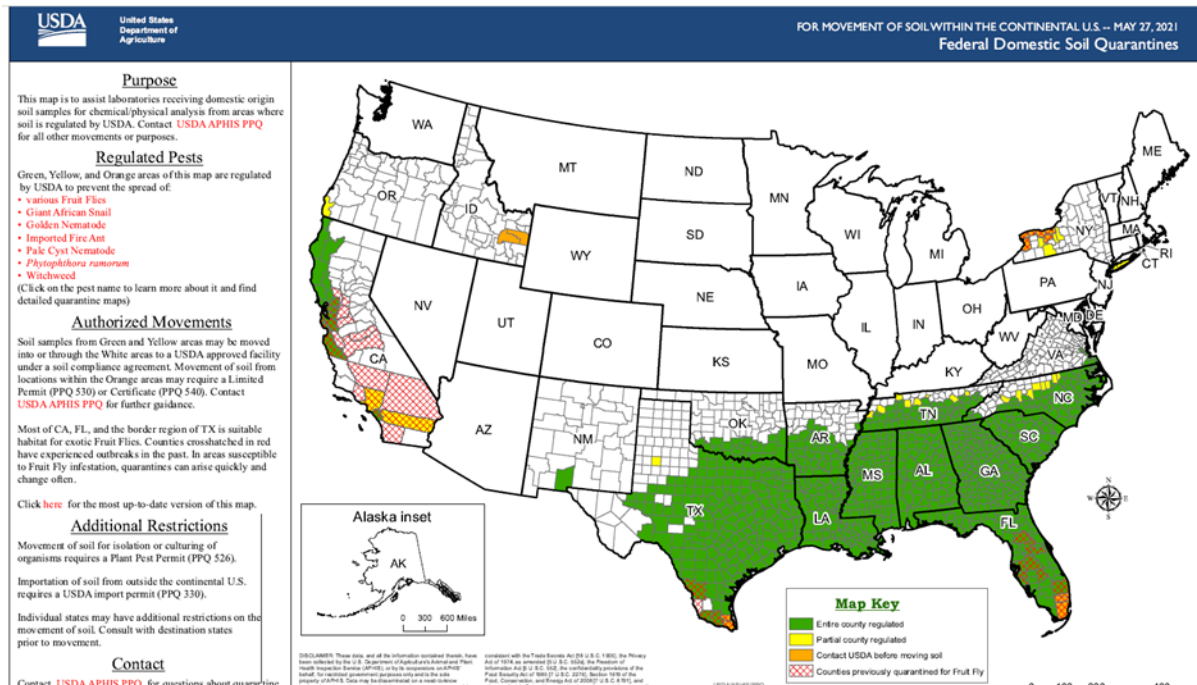 USDA
United States
Department of
Agriculture
FOR MOVEMENT OF SOIL WITHIN THE CONTINENTAL U.S. -- MAY 27, 2021
Federal Domestic Soil Quarantines
Purpose
This map is to assist laboratories receiving domestic origin
soil samples for chemical/physical analysis from areas where
soil is regulated by USDA. Contact USDA APHIS PPQ
for all other movements or purposes.
Regulated Pests
Green, Yellow, and Orange areas of this map are regulated
by USDA to prevent the spread of:
• various Fruit Flies
• Giant African Snail
• Golden Nematode
• Imported Fire Ant
• Pale Cyst Nematode
• Phytophthora ramorum
• Witchweed
(Click on the pest name to learn more about it and find
detailed quarantine maps)
Authorized Movements
Soil samples from Green and Yellow areas may be moved
into or through the White areas to a USDA approved facility
under a soil compliance agreement. Movement of soil from
locations within the Orange areas may require a Limited
Permit (PPQ 530) or Certificate (PPQ 540). Contact
USDA APHIS PPQ for further guidance.
Most of CA, FL, and the border region of TX is suitable
habitat for exotic Fruit Flies. Counties crosshatched in red
have experienced outbreaks in the past. In areas susceptible
to Fruit Fly infestation, quarantines can arise quickly and
change often.
Click here for the most up-to-date version of this map.
Additional Restrictions
Movement of soil for isolation or culturing of
organisms requires a Plant Pest Permit (PPQ 526).
Importation of soil from outside the continental U.S.
requires a USDA import permit (PPQ 330).
Individual states may have additional restrictions on the
movement of soil. Consult with destination states
prior to movement.
Contact
Contact USDA APHIS PPQ for questions about quarantine
WA
MT
ND
MN
ME
OR
ID
SD
WI
MI
VT
NH
NY
MA
RI
CT
WY
NE
IA
PA
NJ
NV
UT
CO
IL
IN
OH
MD
DE
WV
VA
CA
KS
MO
KY
AZ
NM
OK
AR
TN
NC
SC
MS
AL
GA
TX
LA
FL
N
W
E
S
Alaska inset
AK
0 300 600 Miles
Map Key
Entire county regulated
Partial county regulated
Contact USDA before moving soil
Counties previously quarantined for Fruit Fly